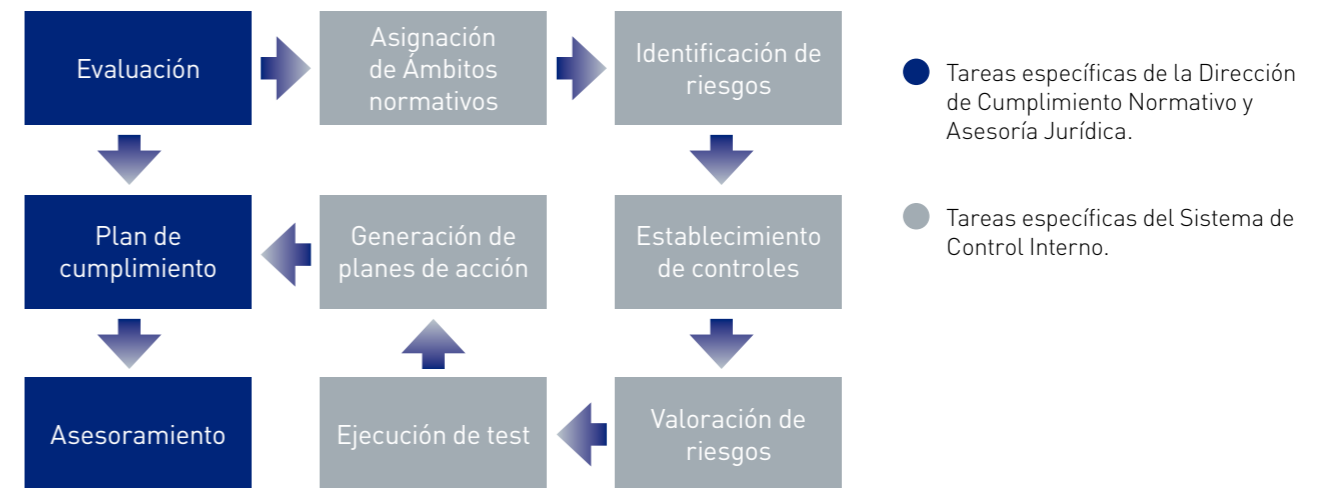 Evaluación
Asignación
de Ámbitos
normativos
Identificación de
riesgos
Plan de
cumplimiento
Generación de
planes de acción
Establecimiento
de controles
Asesoramiento
Ejecución de test
Valoración de
riesgos
Tareas específicas de la Dirección
de Cumplimiento Normativo y
Asesoría Jurídica.
Tareas específicas del Sistema de
Control Interno.